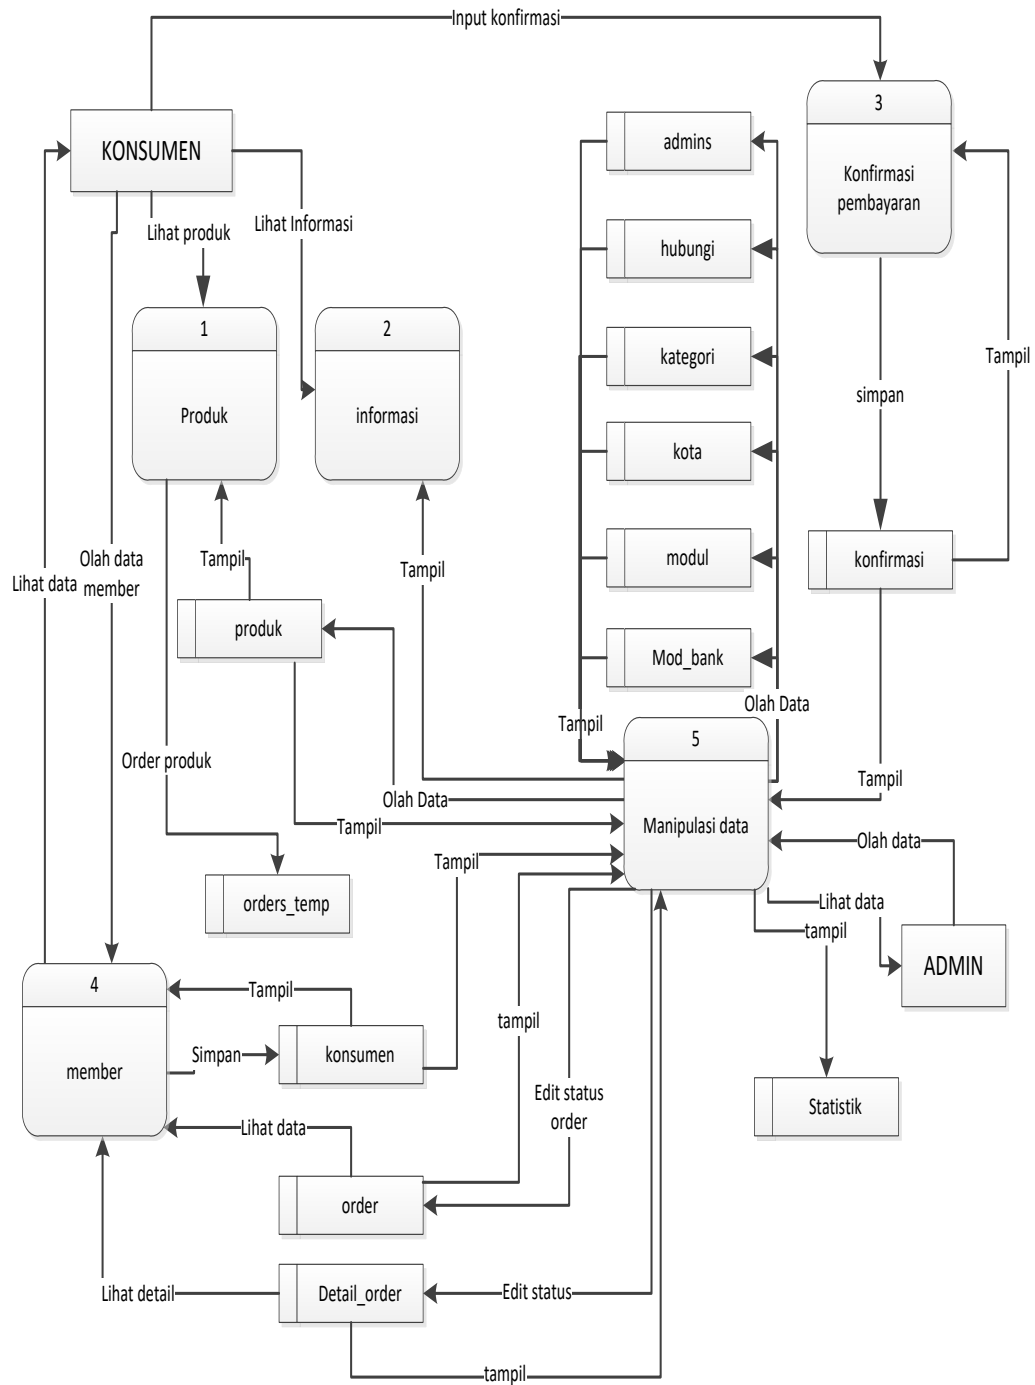 Input konfirmasi
3
KONSUMEN
admins
Konfirmasi
pembayaran
Lihat produk
Lihat Informasi
hubungi
1
2
kategori
Tampil
Produk
informasi
simpan
kota
Tampil
Olah data
member
Lihat data
Tampil
modul
konfirmasi
produk
Mod_bank
Olah Data
Tampil
5
Order produk
Tampil
Olah Data
Tampil
Manipulasi data
Olah data
Tampil
orders_temp
Lihat data
tampil
ADMIN
4
Tampil
tampil
konsumen
Simpan
member
Edit status
order
Statistik
Lihat data
order
Lihat detail
Detail_order
Edit status
tampil